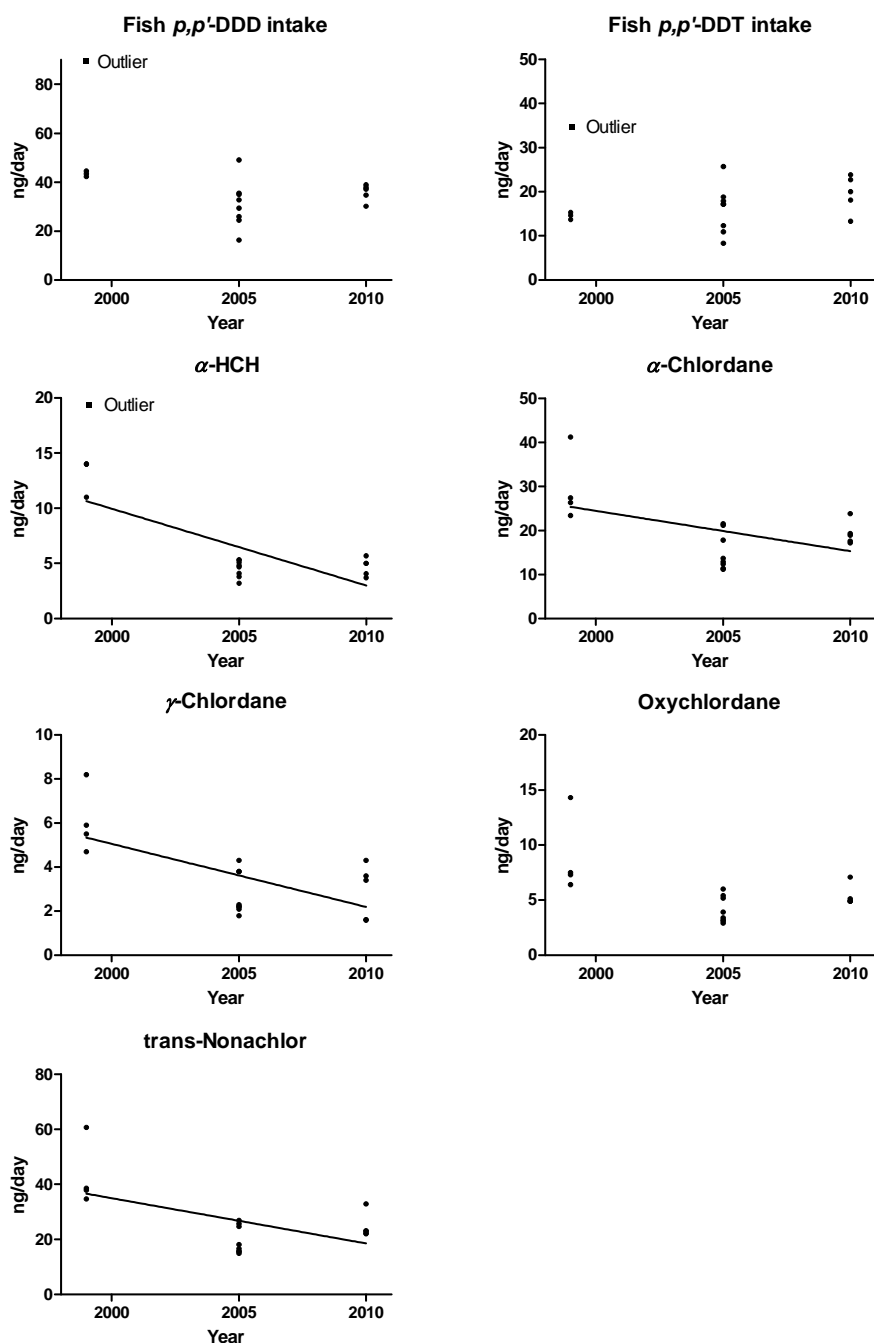 Fish p,p'-DDD intake
80
60
40
20
0
ng/day
Outlier
2000 2005 2010
Year
Fish p,p'-DDT intake
50
40
30
20
10
0
ng/day
Outlier
2000 2005 2010
Year
α-HCH
20
15
10
5
0
ng/day
Outlier
2000 2005 2010
Year
α-Chlordane
50
40
30
20
10
0
ng/day
2000 2005 2010
Year
γ-Chlordane
10
8
6
4
2
0
ng/day
2000 2005 2010
Year
Oxychlordane
20
15
10
5
0
ng/day
2000 2005 2010
Year
trans-Nonachlor
80
60
40
20
0
ng/day
2000 2005 2010
Year